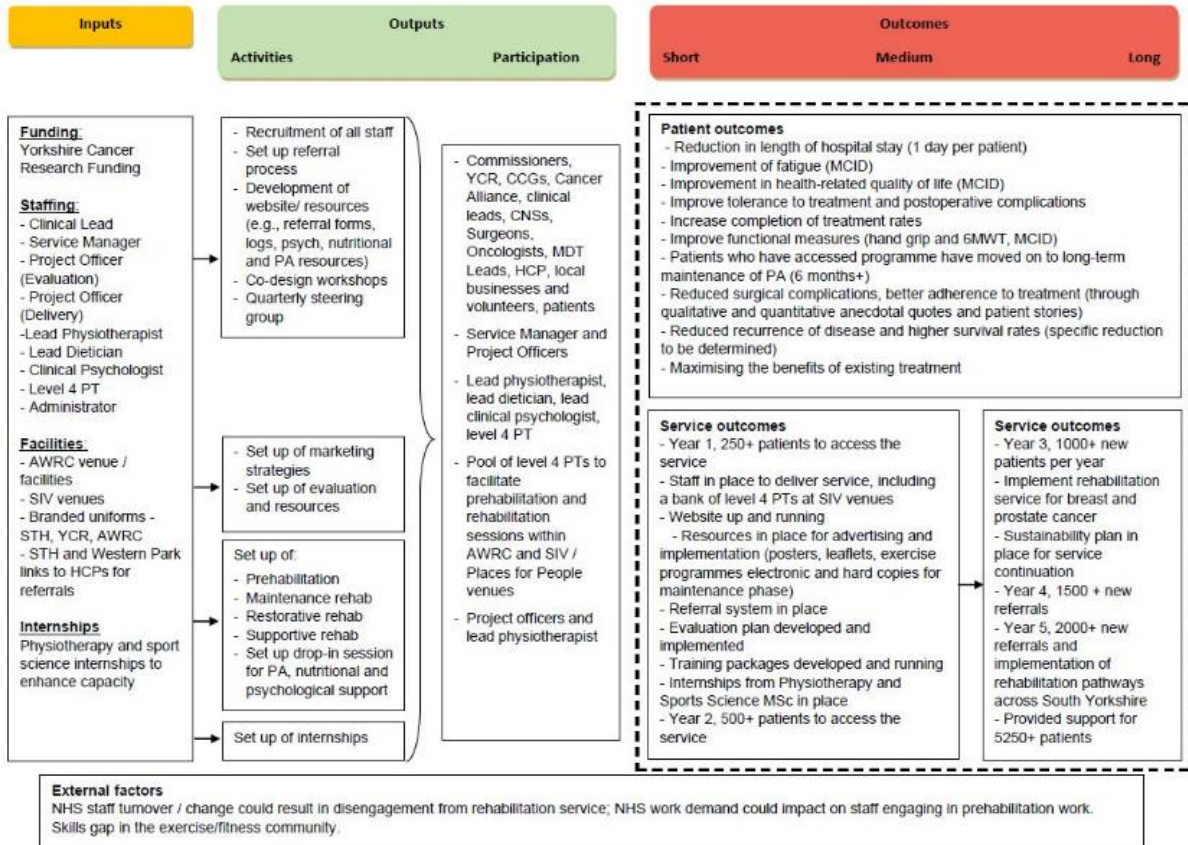 Inputs
Outputs
Activities
Participation
Outcomes
Short
Medium
Long
Funding:
Yorkshire Cancer
Research Funding
Staffing:
- Clinical Lead
- Service Manager
- Project Officer
(Evaluation)
- Project Officer
(Delivery)
-Lead Physiotherapist
- Lead Dietician
- Clinical Psychologist
- Level 4 PT
- Administrator
Facilities:
- AWRC venue /
facilities
- SIV venues
- Branded uniforms -
STH, YCR, AWRC
- STH and Western Park
links to HCPs for
referrals
Internships
Physiotherapy and sport
science internships to
enhance capacity
- Recruitment of all staff
- Set up referral
process
- Development of
website/ resources
(e.g., referral forms,
logs, psych, nutritional
and PA resources)
- Co-design workshops
- Quarterly steering
group
- Set up of marketing
strategies
- Set up of evaluation
and resources
Set up of:
- Prehabilitation
- Maintenance rehab
- Restorative rehab
- Supportive rehab
- Set up drop-in session
for PA, nutritional and
psychological support
Set up of internships
- Commissioners,
YCR, CCGs, Cancer
Alliance, clinical
leads, CNSs,
Surgeons,
Oncologists, MDT
Leads, HCP, local
businesses and
volunteers, patients
- Service Manager and
Project Officers
- Lead physiotherapist,
lead dietician, lead
clinical psychologist,
level 4 PT
- Pool of level 4 PTs to
facilitate
prehabilitation and
rehabilitation
sessions within
AWRC and SIV /
Places for People
venues
- Project officers and
lead physiotherapist
Patient outcomes
- Reduction in length of hospital stay (1 day per patient)
- Improvement of fatigue (MCID)
- Improvement in health-related quality of life (MCID)
- Improve tolerance to treatment and postoperative complications
- Increase completion of treatment rates
- Improve functional measures (hand grip and 6MWT, MCID)
- Patients who have accessed programme have moved on to long-term
maintenance of PA (6 months+)
- Reduced surgical complications, better adherence to treatment (through
qualitative and quantitative anecdotal quotes and patient stories)
- Reduced recurrence of disease and higher survival rates (specific reduction
to be determined)
- Maximising the benefits of existing treatment
Service outcomes
- Year 1, 250+ patients to access the
service
- Staff in place to deliver service, including
a bank of level 4 PTs at SIV venues
- Website up and running
- Resources in place for advertising and
implementation (posters, leaflets, exercise
programmes electronic and hard copies for
maintenance phase)
- Referral system in place
- Evaluation plan developed and
implemented
- Training packages developed and running
- Internships from Physiotherapy and
Sports Science MSc in place
- Year 2, 500+ patients to access the
service
Service outcomes
- Year 3, 1000+ new
patients per year
- Implement rehabilitation
service for breast and
prostate cancer
- Sustainability plan in
place for service
continuation
- Year 4, 1500 + new
referrals
- Year 5, 2000+ new
referrals and
implementation of
rehabilitation pathways
across South Yorkshire
- Provided support for
5250+ patients
External factors
NHS staff turnover / change could result in disengagement from rehabilitation service; NHS work demand could impact on staff engaging in prehabilitation work.
Skills gap in the exercise/fitness community.